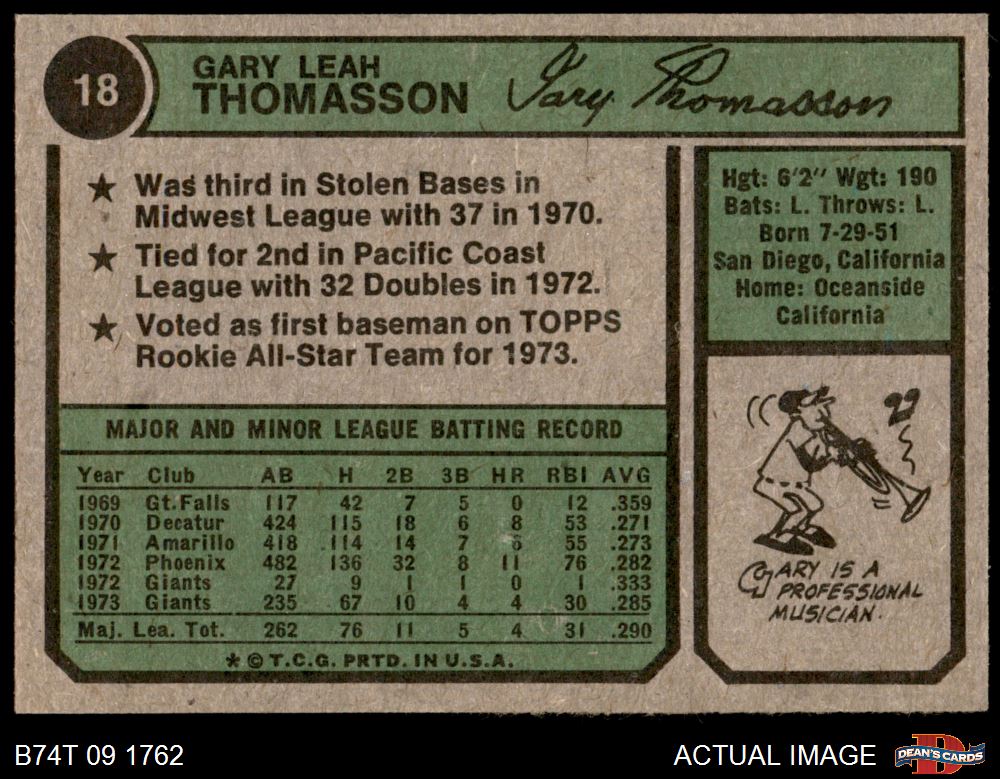 18
GARY LEAH
THOMASSON
Gary Thomasson
★ Was third in Stolen Bases in
Midwest League with 37 in 1970.
★ Tied for 2nd in Pacific Coast
League with 32 Doubles in 1972.
★ Voted as first baseman on TOPPS
Rookie All-Star Team for 1973.
Hgt: 6'2" Wgt: 190
Bats: L. Throws: L.
Born 7-29-51
San Diego, California
Home: Oceanside
California
MAJOR AND MINOR LEAGUE BATTING RECORD
Year Club AB H 2B 3B HR RBI AVG
1969 Gt.Falls 117 42 7 5 0 12 .359
1970 Decatur 424 115 18 6 8 53 .271
1971 Amarillo 418 114 14 7 6 55 .273
1972 Phoenix 482 136 32 8 11 76 .282
1972 Giants 27 9 1 1 0 1 .333
1973 Giants 235 67 10 4 4 30 .285
Maj. Lea. Tot. 262 76 11 5 4 31 .290
* © T.C.G. PRTD. IN U.S.A.
GARY IS A
PROFESSIONAL
MUSICIAN.
B74T 09 1762
ACTUAL IMAGE
DEAN'S CARDS